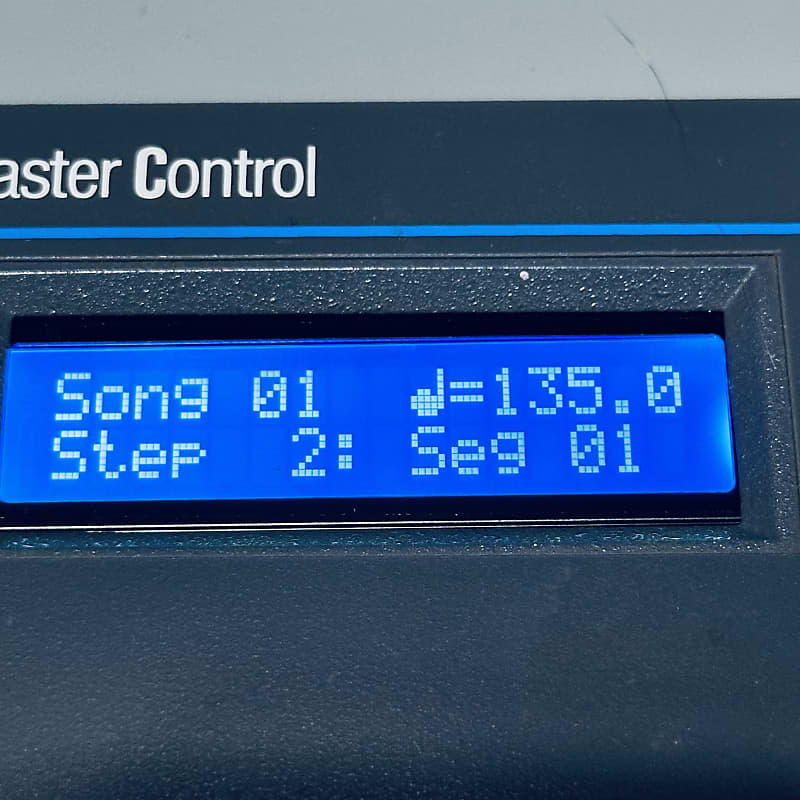 aster Control
Song 01 ♩=135.0
Step 2: Seg 01